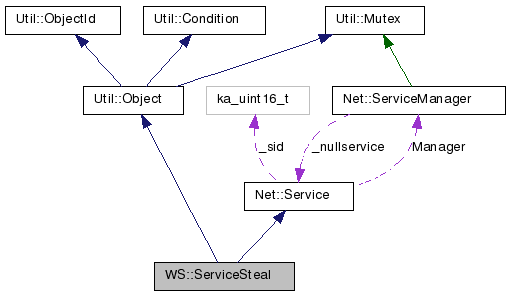 Util::ObjectId
Util::Condition
Util::Mutex
Util::Object
ka_uint16_t
Net::ServiceManager
_sid
_nullservice
Manager
Net::Service
WS::ServiceSteal